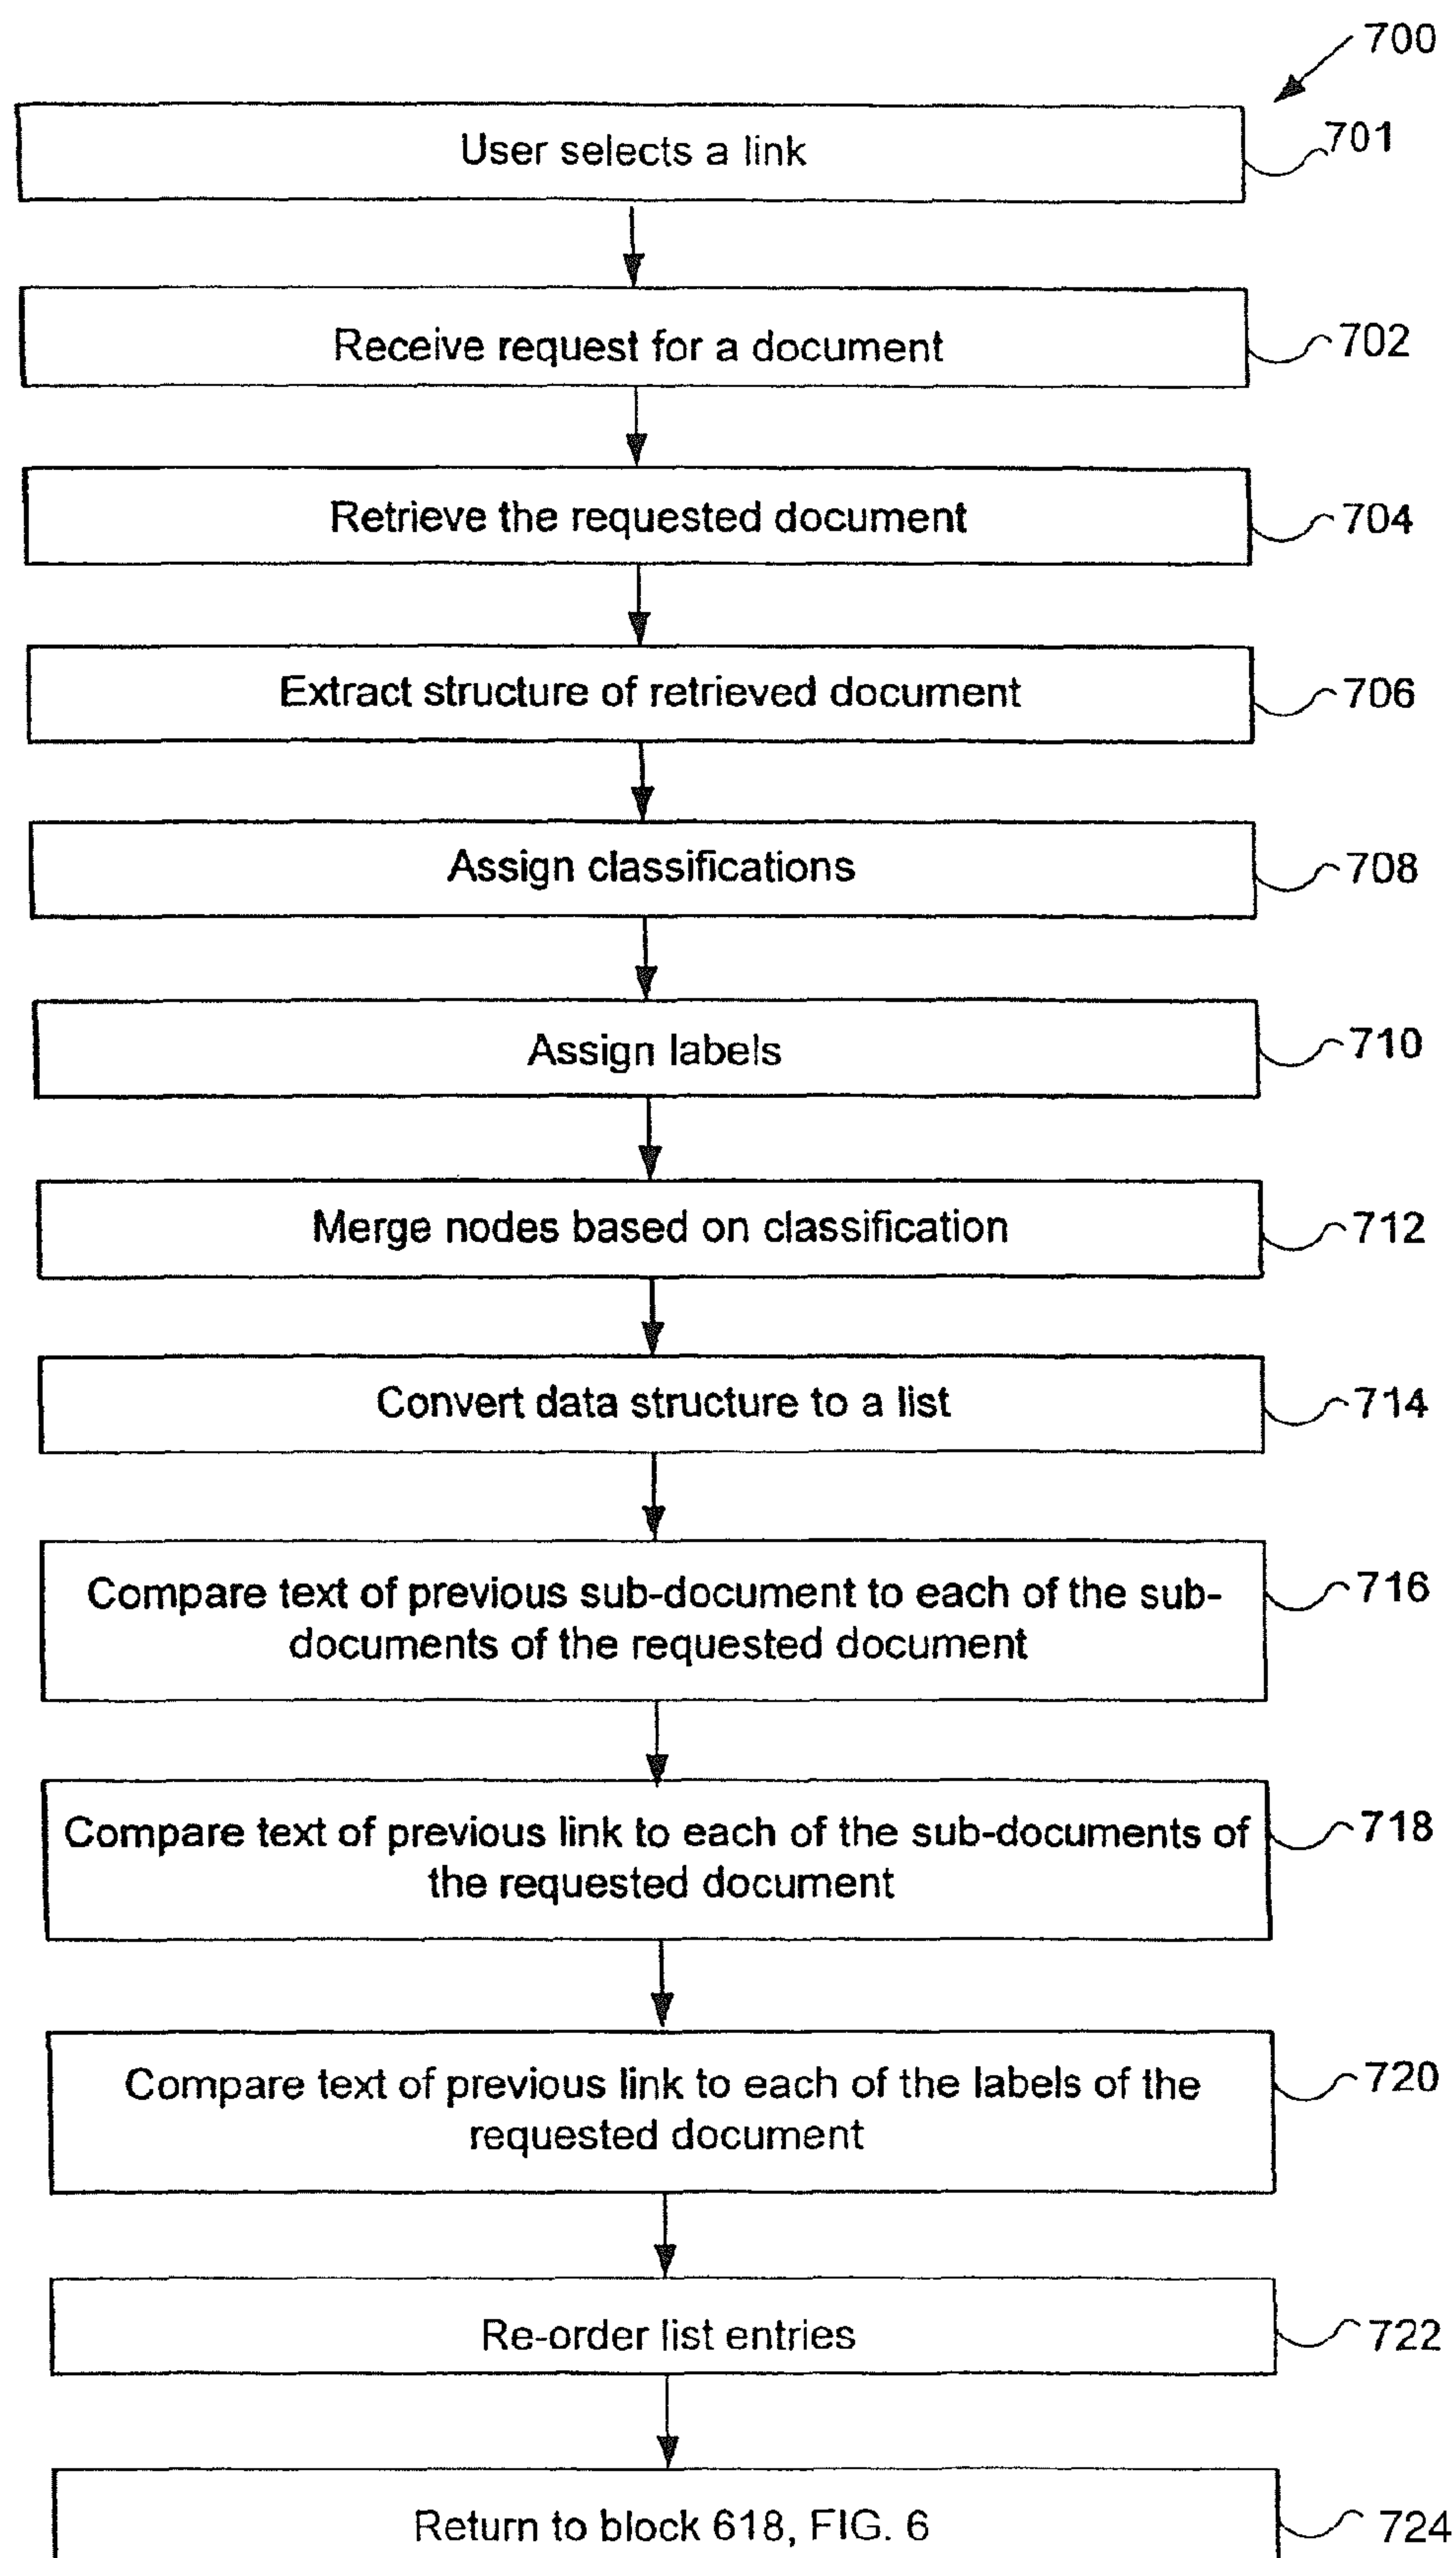 700
User selects a link
701
Receive request for a document
702
Retrieve the requested document
704
Extract structure of retrieved document
706
Assign classifications
708
Assign labels
710
Merge nodes based on classification
712
Convert data structure to a list
714
Compare text of previous sub-document to each of the sub-
documents of the requested document
716
Compare text of previous link to each of the sub-documents of
the requested document
718
Compare text of previous link to each of the labels of the
requested document
720
Re-order list entries
722
Return to block 618, FIG. 6
724